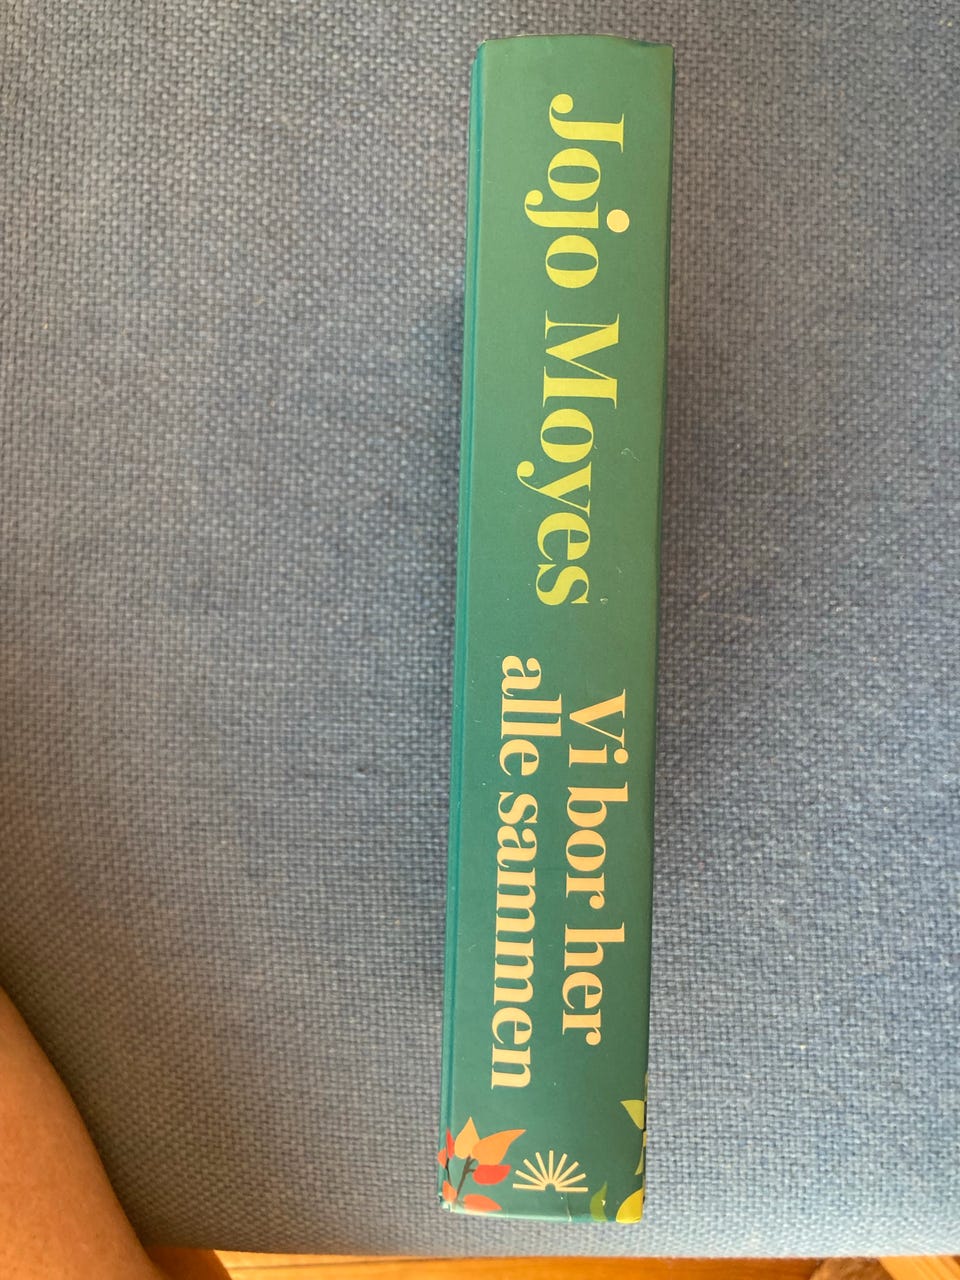 Jojo Moyes
Vi bor her
alle sammen